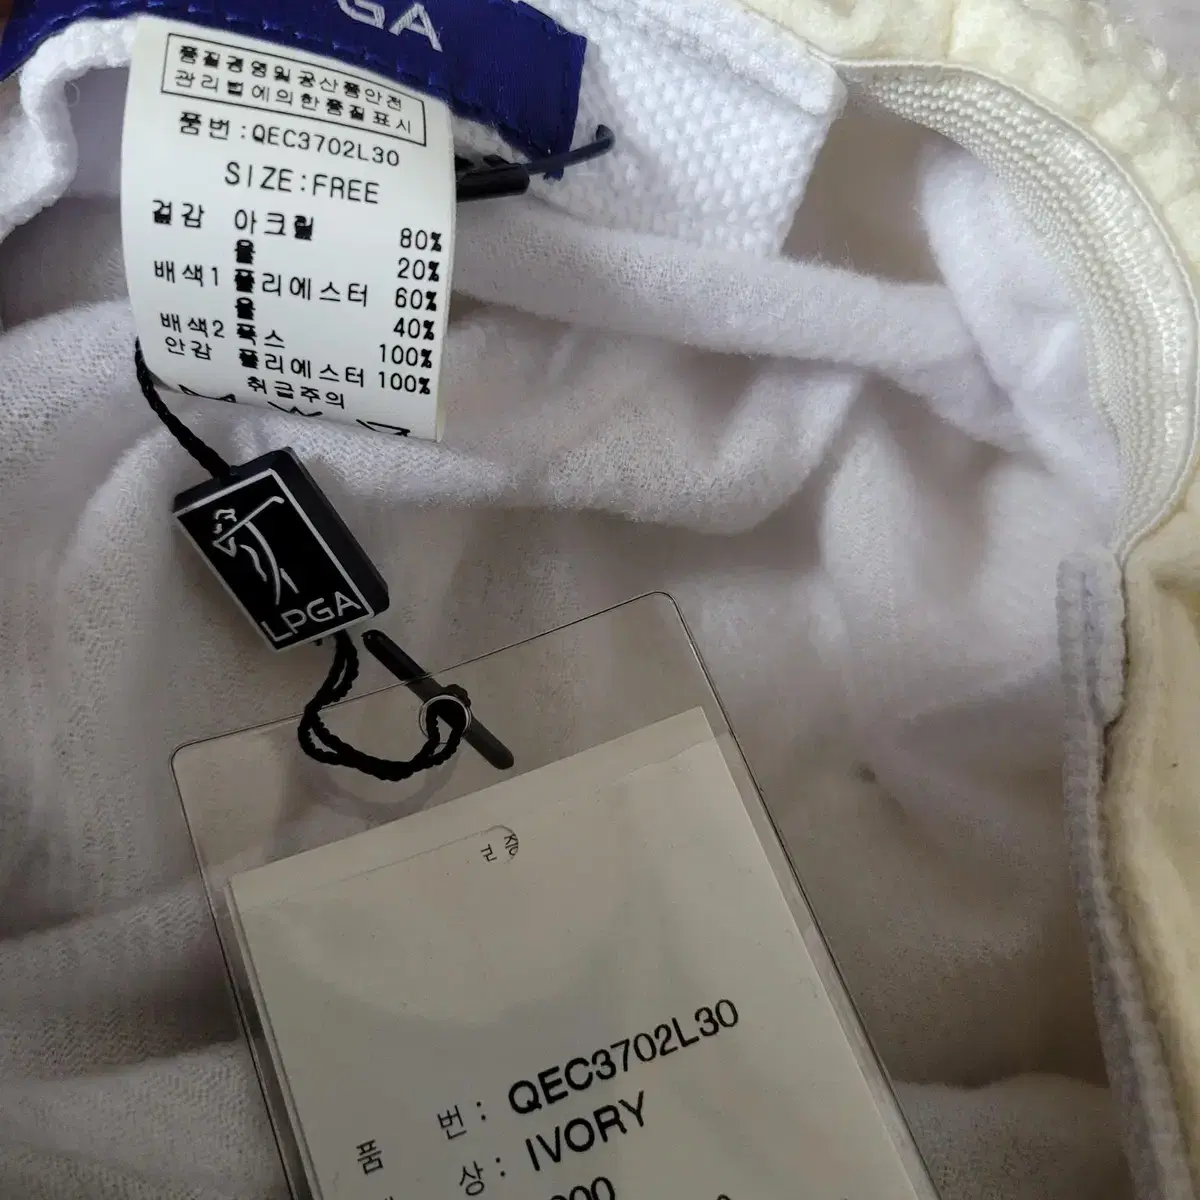 GA
품질경영및공산품안전
관리법에의한품질표시
품번:QEC3702L30
SIZE:FREE
겉감 아크릴 80%
울 20%
배색1 폴리에스터 60%
울 40%
배색2 폭스 100%
안감 폴리에스터 100%
취급주의
LPGA
품 번: QEC3702L30
상: IVORY